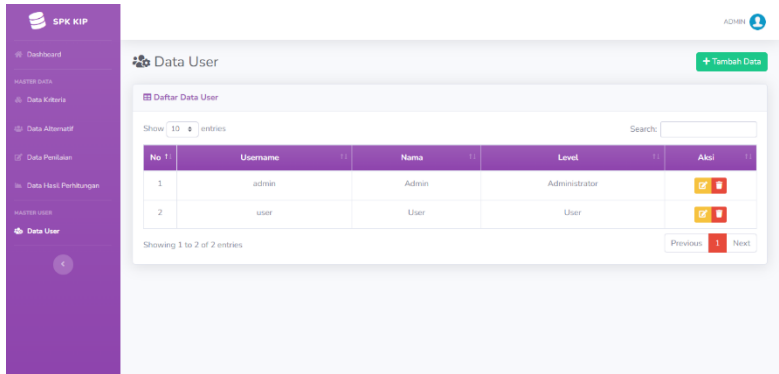 SPK KIP
ADMIN
Dashboard
MASTER DATA
Data Kriteria
Data Alternatif
Data Penilaian
Data Hasil Perhitungan
MASTER USER
Data User
Data User
+ Tambah Data
Daftar Data User
Show 10 entries
Search:
No Username Nama Level Aksi
1 admin Admin Administrator
2 user User User
Showing 1 to 2 of 2 entries
Previous 1 Next